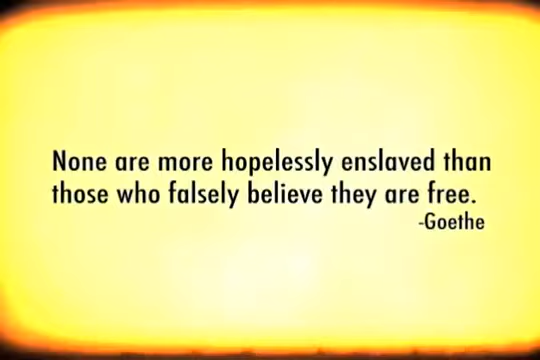 None are more hopelessly enslaved than
those who falsely believe they are free.
-Goethe